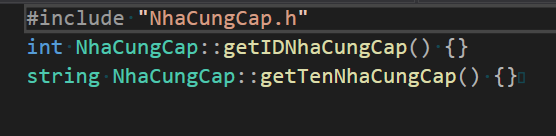 #include "NhaCungCap.h"
int NhaCungCap::getIDNhaCungCap() {}
string NhaCungCap::getTenNhaCungCap() {}